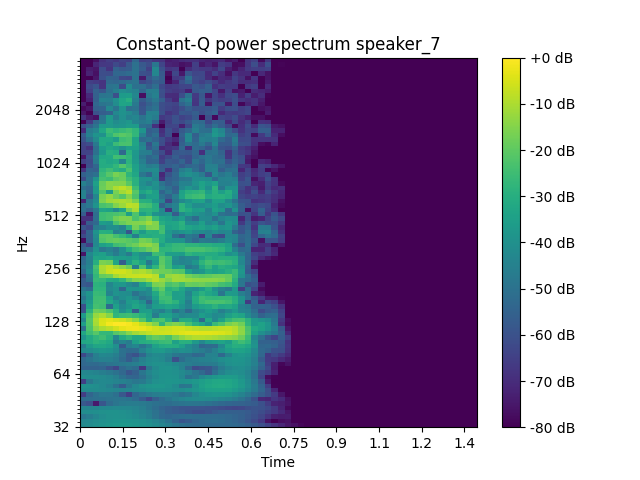 Constant-Q power spectrum speaker_7
+0 dB
2048
-10 dB
1024
-20 dB
512
-30 dB
Hz
-40 dB
256
-50 dB
128
-60 dB
64
-70 dB
32
-80 dB
0 0.15 0.3 0.45 0.6 0.75 0.9 1.1 1.2 1.4
Time